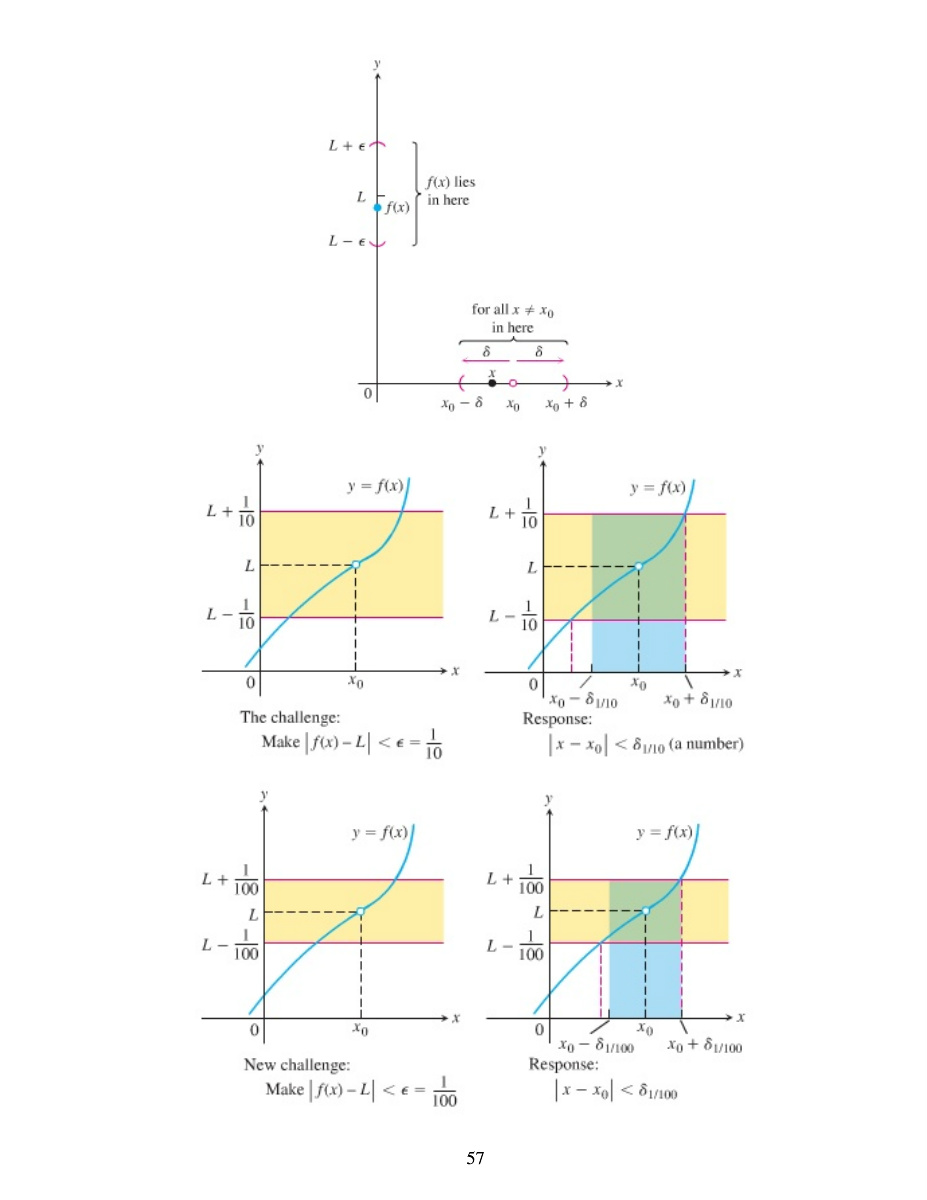 y
L + ϵ
f(x) lies
L
f(x)
in here
L − ϵ
for all x ≠ x₀
in here
δ δ
x
x
0
x₀ − δ x₀ x₀ + δ
y
y = f(x)
L + 1/10
L
L − 1/10
x
0
x₀
The challenge:
Make |f(x) − L| < ϵ = 1/10
y
y = f(x)
L + 1/10
L
L − 1/10
x
0
x₀
x₀ − δ₁/₁₀ x₀ + δ₁/₁₀
Response:
|x − x₀| < δ₁/₁₀ (a number)
y
y = f(x)
L + 1/100
L
L − 1/100
x
0
x₀
New challenge:
Make |f(x) − L| < ϵ = 1/100
y
y = f(x)
L + 1/100
L
L − 1/100
x
0
x₀
x₀ − δ₁/₁₀₀ x₀ + δ₁/₁₀₀
Response:
|x − x₀| < δ₁/₁₀₀
57